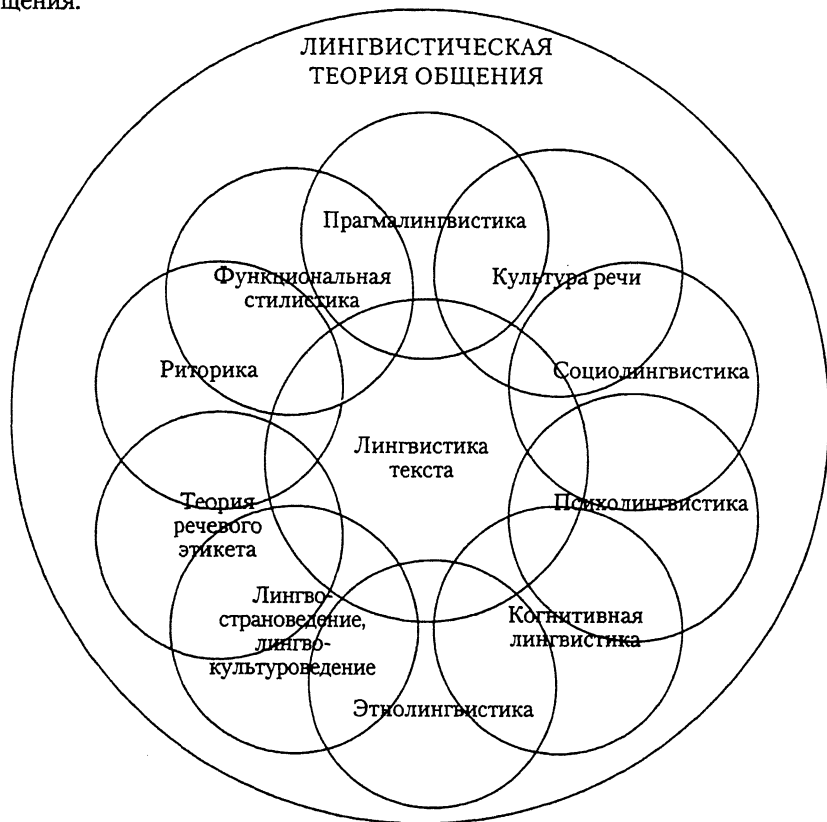 щения.
ЛИНГВИСТИЧЕСКАЯ
ТЕОРИЯ ОБЩЕНИЯ
Прагмалингвистика
Функциональная
стилистика
Культура речи
Риторика
Социолингвистика
Лингвистика
текста
Теория
речевого
этикета
Психолингвистика
Лингво-
страноведение,
лингво-
культуроведение
Когнитивная
лингвистика
Этнолингвистика